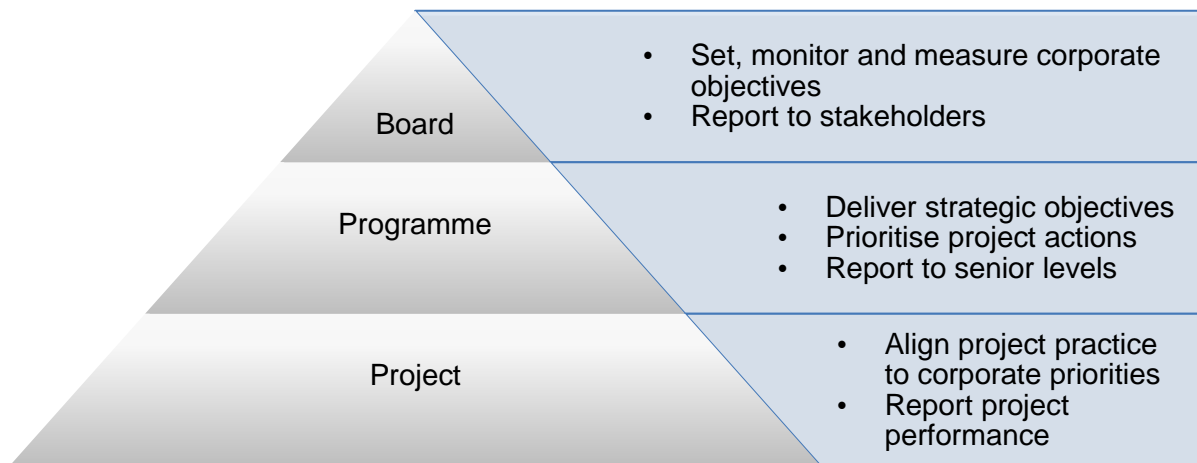 Board
• Set, monitor and measure corporate
objectives
• Report to stakeholders
Programme
• Deliver strategic objectives
• Prioritise project actions
• Report to senior levels
Project
• Align project practice
to corporate priorities
• Report project
performance